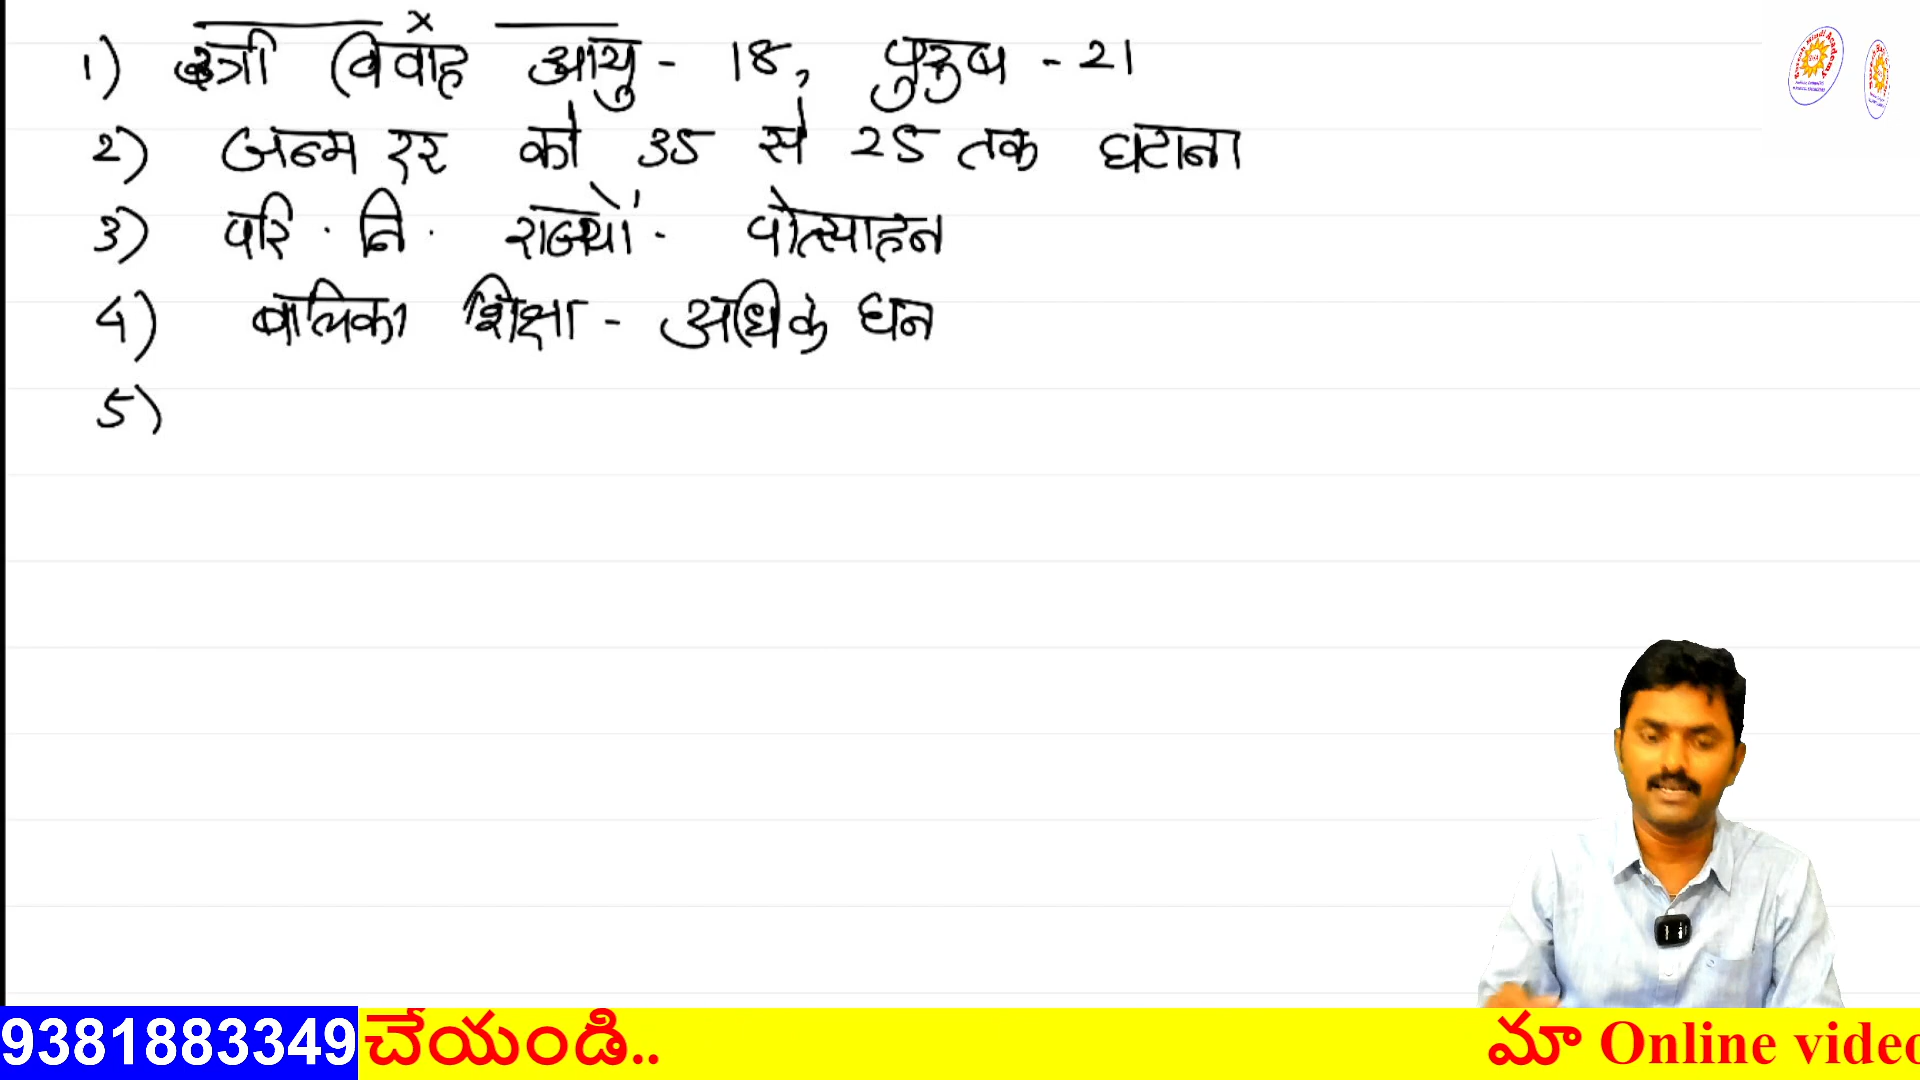 1) स्त्री विवाह आयु - 18, पुरुष - 21
2) जन्म दर को 35 से 25 तक घटाना
3) परि . नि . राज्यों - प्रोत्साहन
4) बालिका शिक्षा - अधिक धन
5)
9381883349 చేయండి.. మా Online video